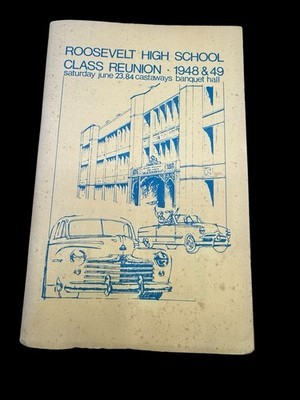 ROOSEVELT HIGH SCHOOL
CLASS REUNION · 1948 & 49
saturday june 23, 84 castaways banquet hall